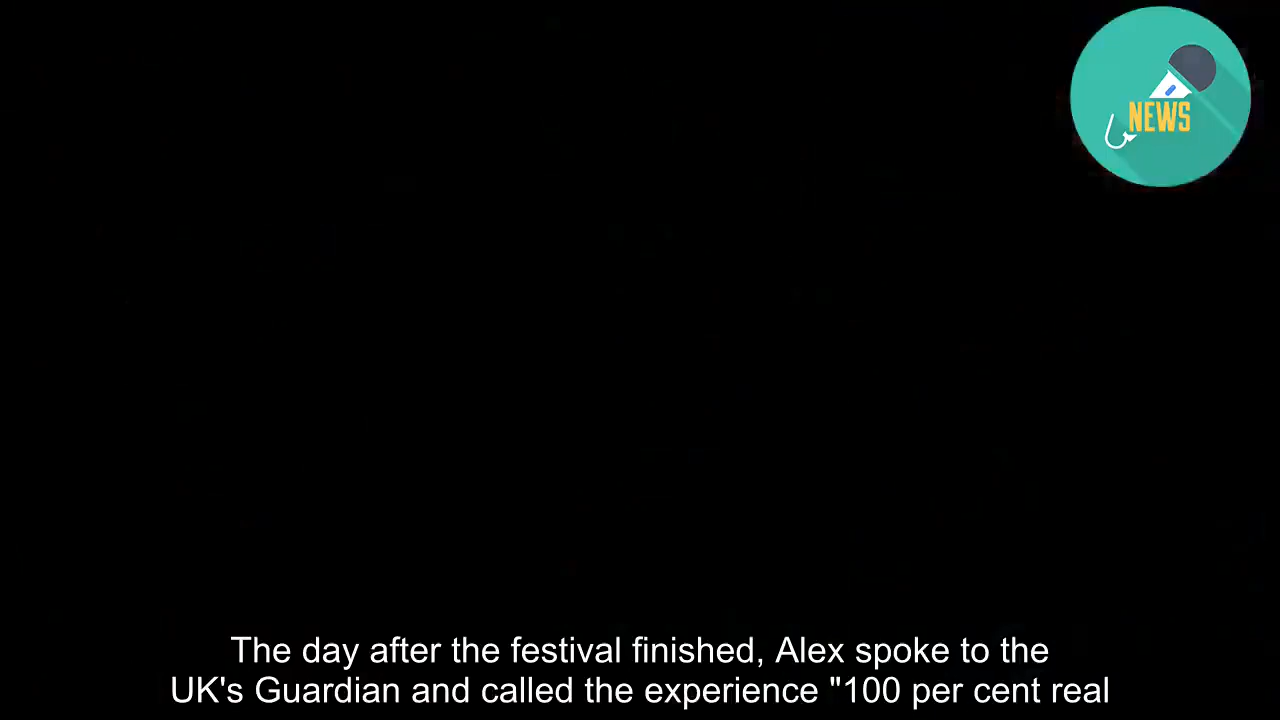 NEWS
The day after the festival finished, Alex spoke to the
UK's Guardian and called the experience "100 per cent real